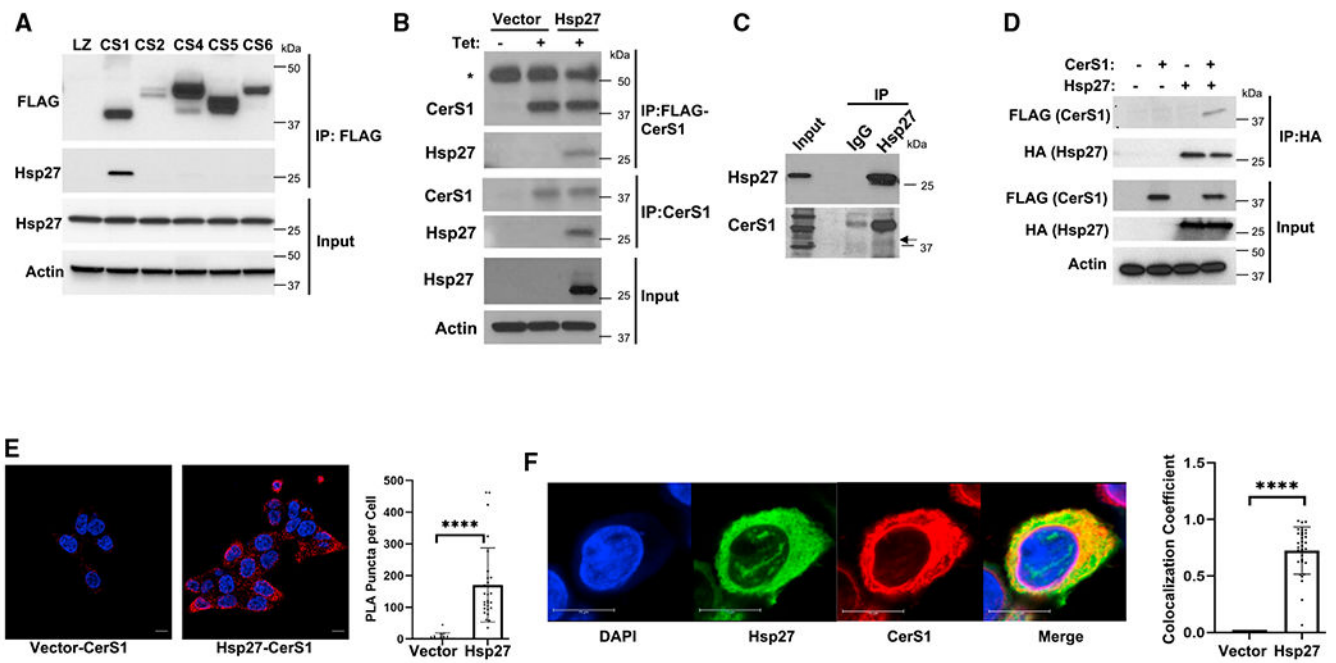 A
LZ CS1 CS2 CS4 CS5 CS6 kDa
50
FLAG
37
IP: FLAG
Hsp27
25
Hsp27
25
Input
50
Actin
37
B
Vector Hsp27
Tet: - + +
kDa
*
50
CerS1
37
IP:FLAG-
CerS1
Hsp27
25
CerS1
37
IP:CerS1
Hsp27
25
Hsp27
25
Input
Actin
37
C
IP
Input IgG Hsp27 kDa
Hsp27
25
CerS1
37
D
CerS1: - + - +
Hsp27: - - + +
kDa
FLAG (CerS1)
37
IP:HA
HA (Hsp27)
25
FLAG (CerS1)
37
HA (Hsp27)
25
Input
50
Actin
37
E
Vector-CerS1
Hsp27-CerS1
PLA Puncta per Cell
500
400
300
200
100
0
****
Vector Hsp27
F
DAPI
Hsp27
CerS1
Merge
Colocalization Coefficient
1.5
1.0
0.5
0.0
****
Vector Hsp27